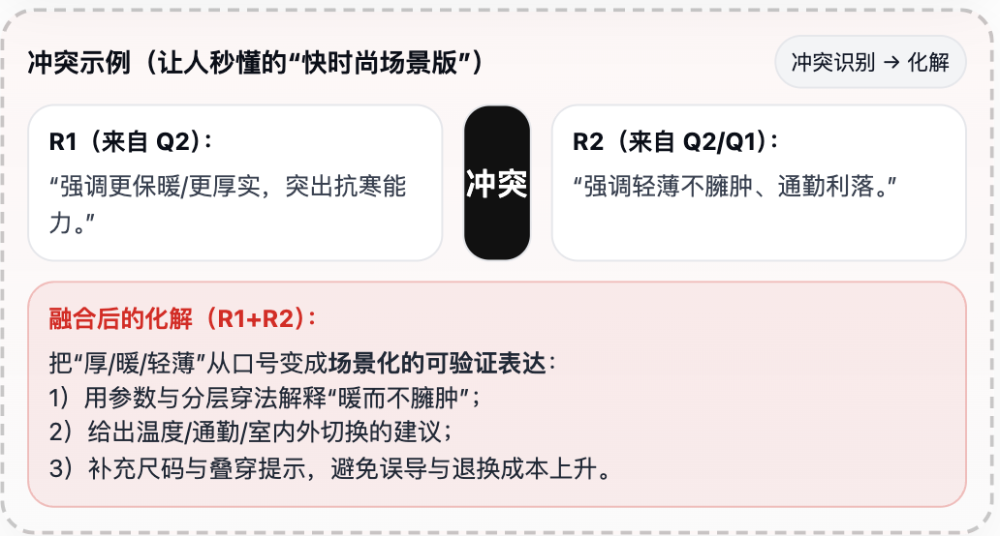 冲突示例（让人秒懂的“快时尚场景版”）
冲突识别 → 化解
R1（来自 Q2）：
“强调更保暖/更厚实，突出抗寒能
力。”
冲突
R2（来自 Q2/Q1）：
“强调轻薄不臃肿、通勤利落。”
融合后的化解（R1+R2）：
把“厚/暖/轻薄”从口号变成场景化的可验证表达：
1）用参数与分层穿法解释“暖而不臃肿”；
2）给出温度/通勤/室内外切换的建议；
3）补充尺码与叠穿提示，避免误导与退换成本上升。